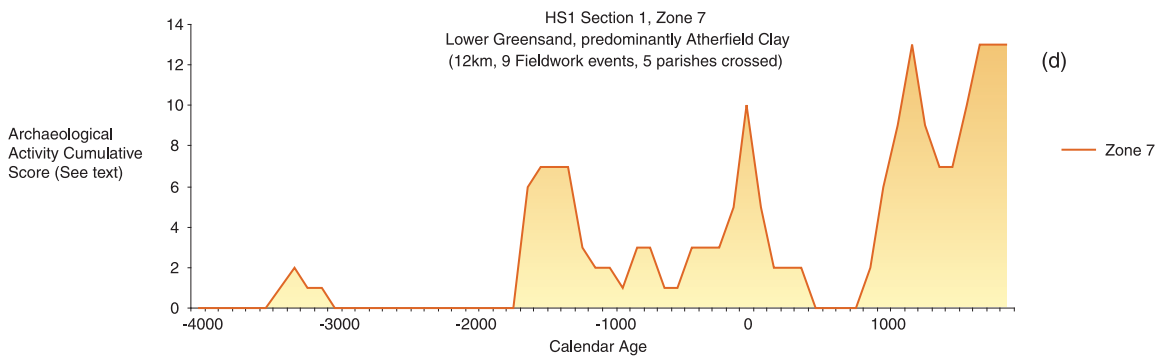 HS1 Section 1, Zone 7
Lower Greensand, predominantly Atherfield Clay
(12km, 9 Fieldwork events, 5 parishes crossed)
(d)
Archaeological
Activity Cumulative
Score (See text)
14
12
10
8
6
4
2
0
-4000
-3000
-2000
-1000
0
1000
Calendar Age
Zone 7